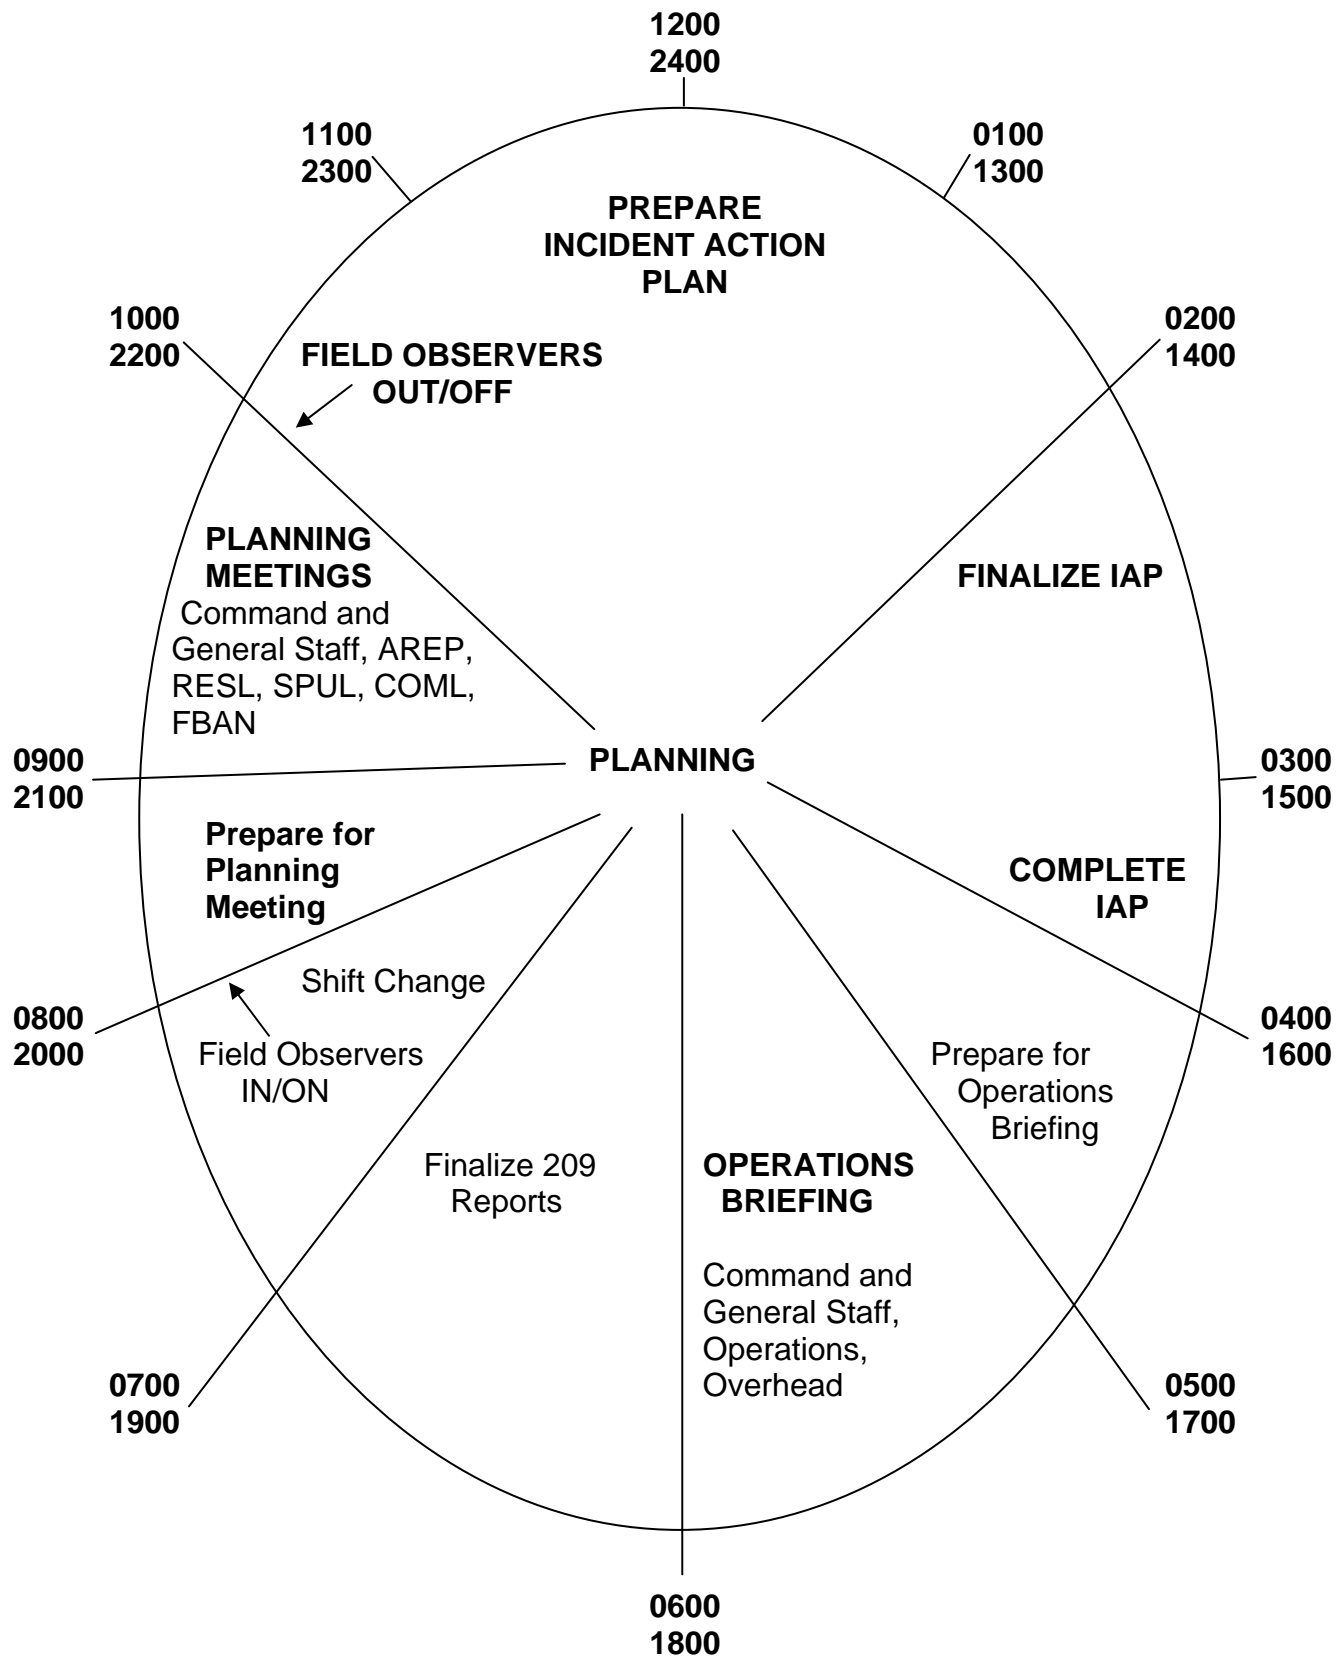 1200
2400
1100
2300
0100
1300
PREPARE
INCIDENT ACTION
PLAN
1000
2200
0200
1400
FIELD OBSERVERS
OUT/OFF
PLANNING
MEETINGS
Command and
General Staff, AREP,
RESL, SPUL, COML,
FBAN
FINALIZE IAP
0900
2100
PLANNING
0300
1500
Prepare for
Planning
Meeting
COMPLETE
IAP
Shift Change
0800
2000
Field Observers
IN/ON
0400
1600
Prepare for
Operations
Briefing
Finalize 209
Reports
OPERATIONS
BRIEFING
Command and
General Staff,
Operations,
Overhead
0700
1900
0500
1700
0600
1800